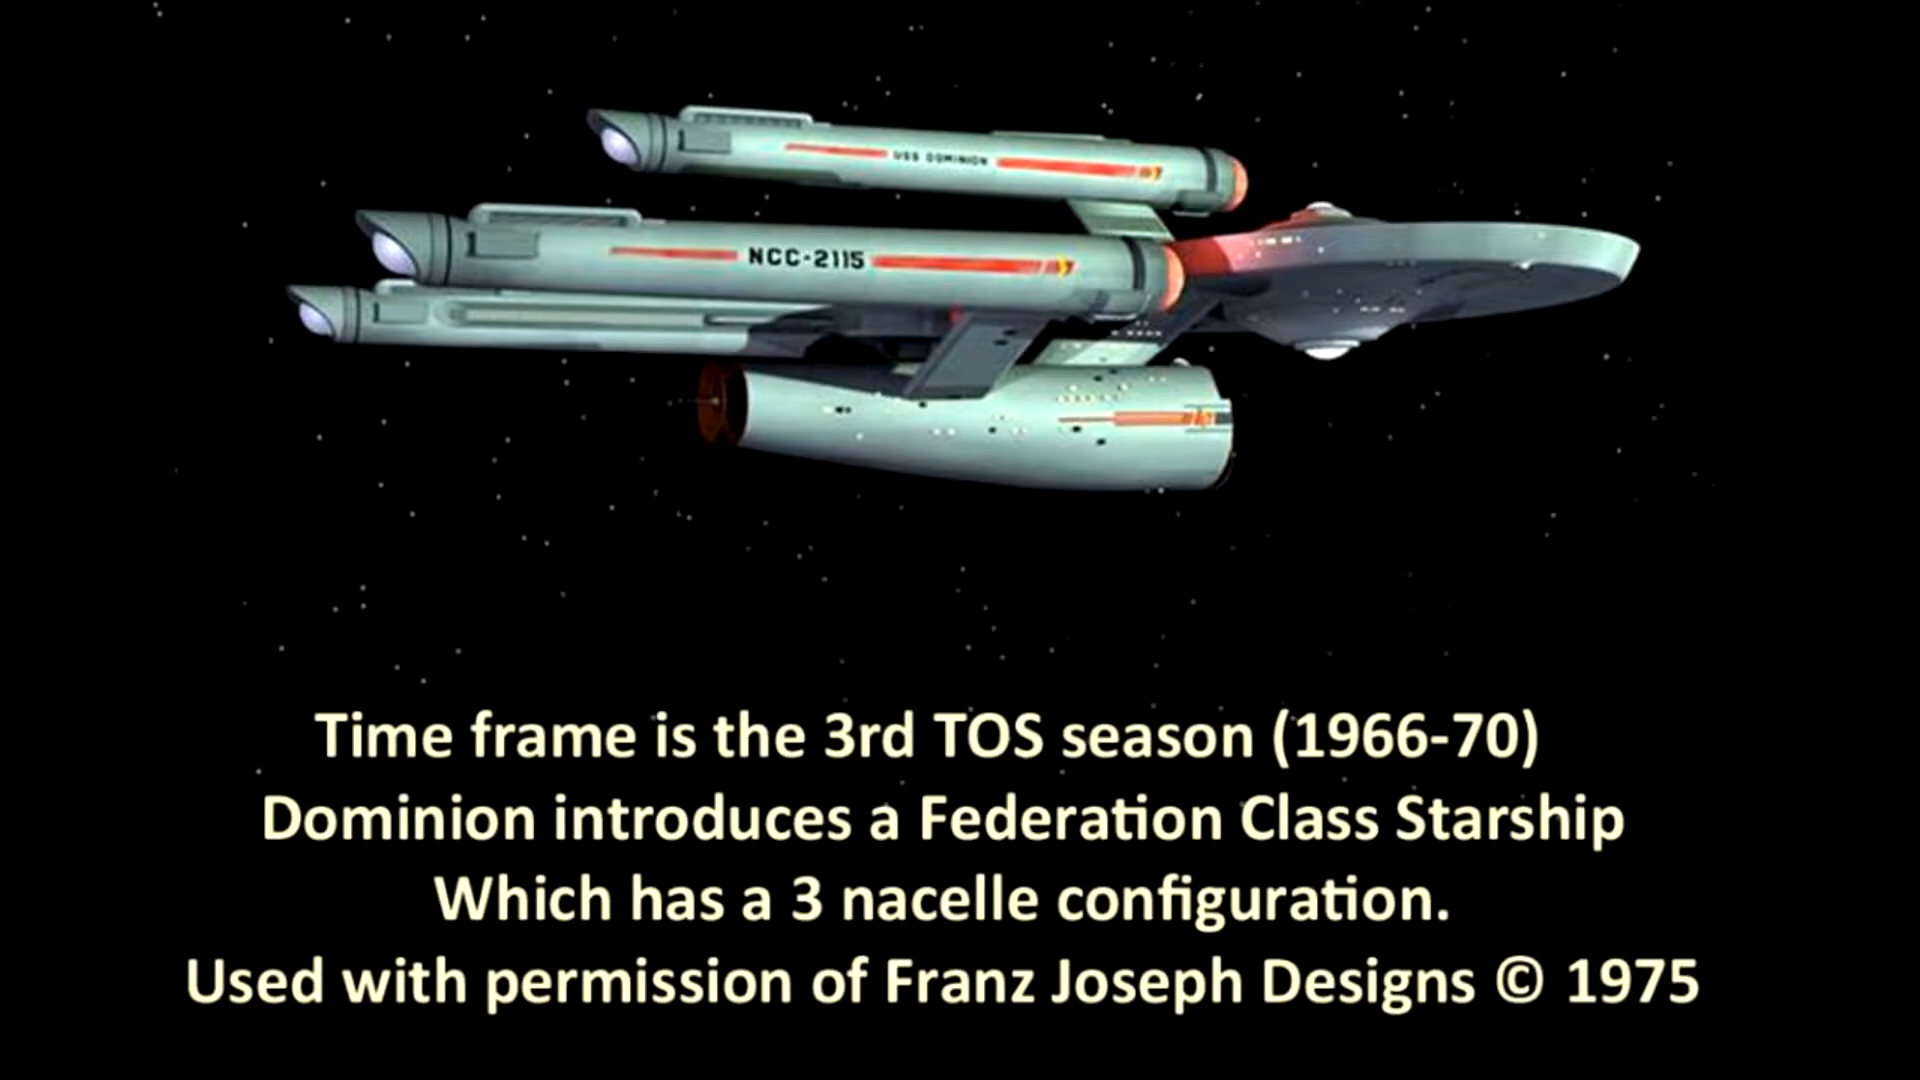 USS DOMINION
NCC-2115
Time frame is the 3rd TOS season (1966-70)
Dominion introduces a Federation Class Starship
Which has a 3 nacelle configuration.
Used with permission of Franz Joseph Designs © 1975